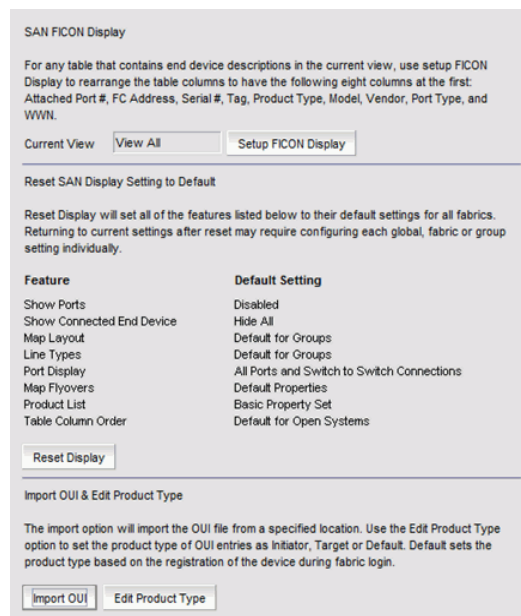 SAN FICON Display
For any table that contains end device descriptions in the current view, use setup FICON
Display to rearrange the table columns to have the following eight columns at the first:
Attached Port #, FC Address, Serial #, Tag, Product Type, Model, Vendor, Port Type, and
WWN.
Current View View All Setup FICON Display
Reset SAN Display Setting to Default
Reset Display will set all of the features listed below to their default settings for all fabrics.
Returning to current settings after reset may require configuring each global, fabric or group
setting individually.
Feature Default Setting
Show Ports Disabled
Show Connected End Device Hide All
Map Layout Default for Groups
Line Types Default for Groups
Port Display All Ports and Switch to Switch Connections
Map Flyovers Default Properties
Product List Basic Property Set
Table Column Order Default for Open Systems
Reset Display
Import OUI & Edit Product Type
The import option will import the OUI file from a specified location. Use the Edit Product Type
option to set the product type of OUI entries as Initiator, Target or Default. Default sets the
product type based on the registration of the device during fabric login.
Import OUI Edit Product Type